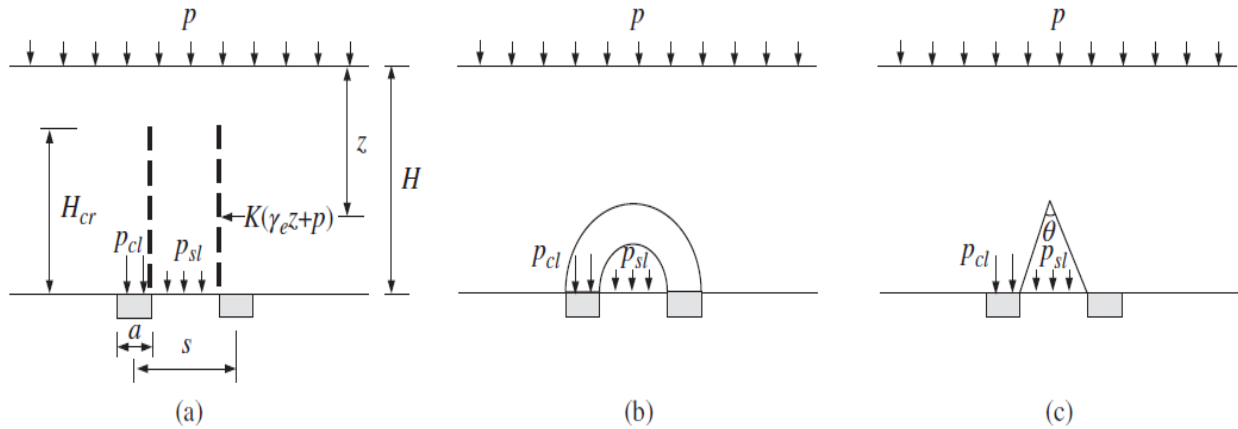 p
z
H
H_cr
K(γ_e z+p)
p_cl
p_sl
a
s
(a)
p
p_cl
p_sl
(b)
p
θ
p_cl
p_sl
(c)